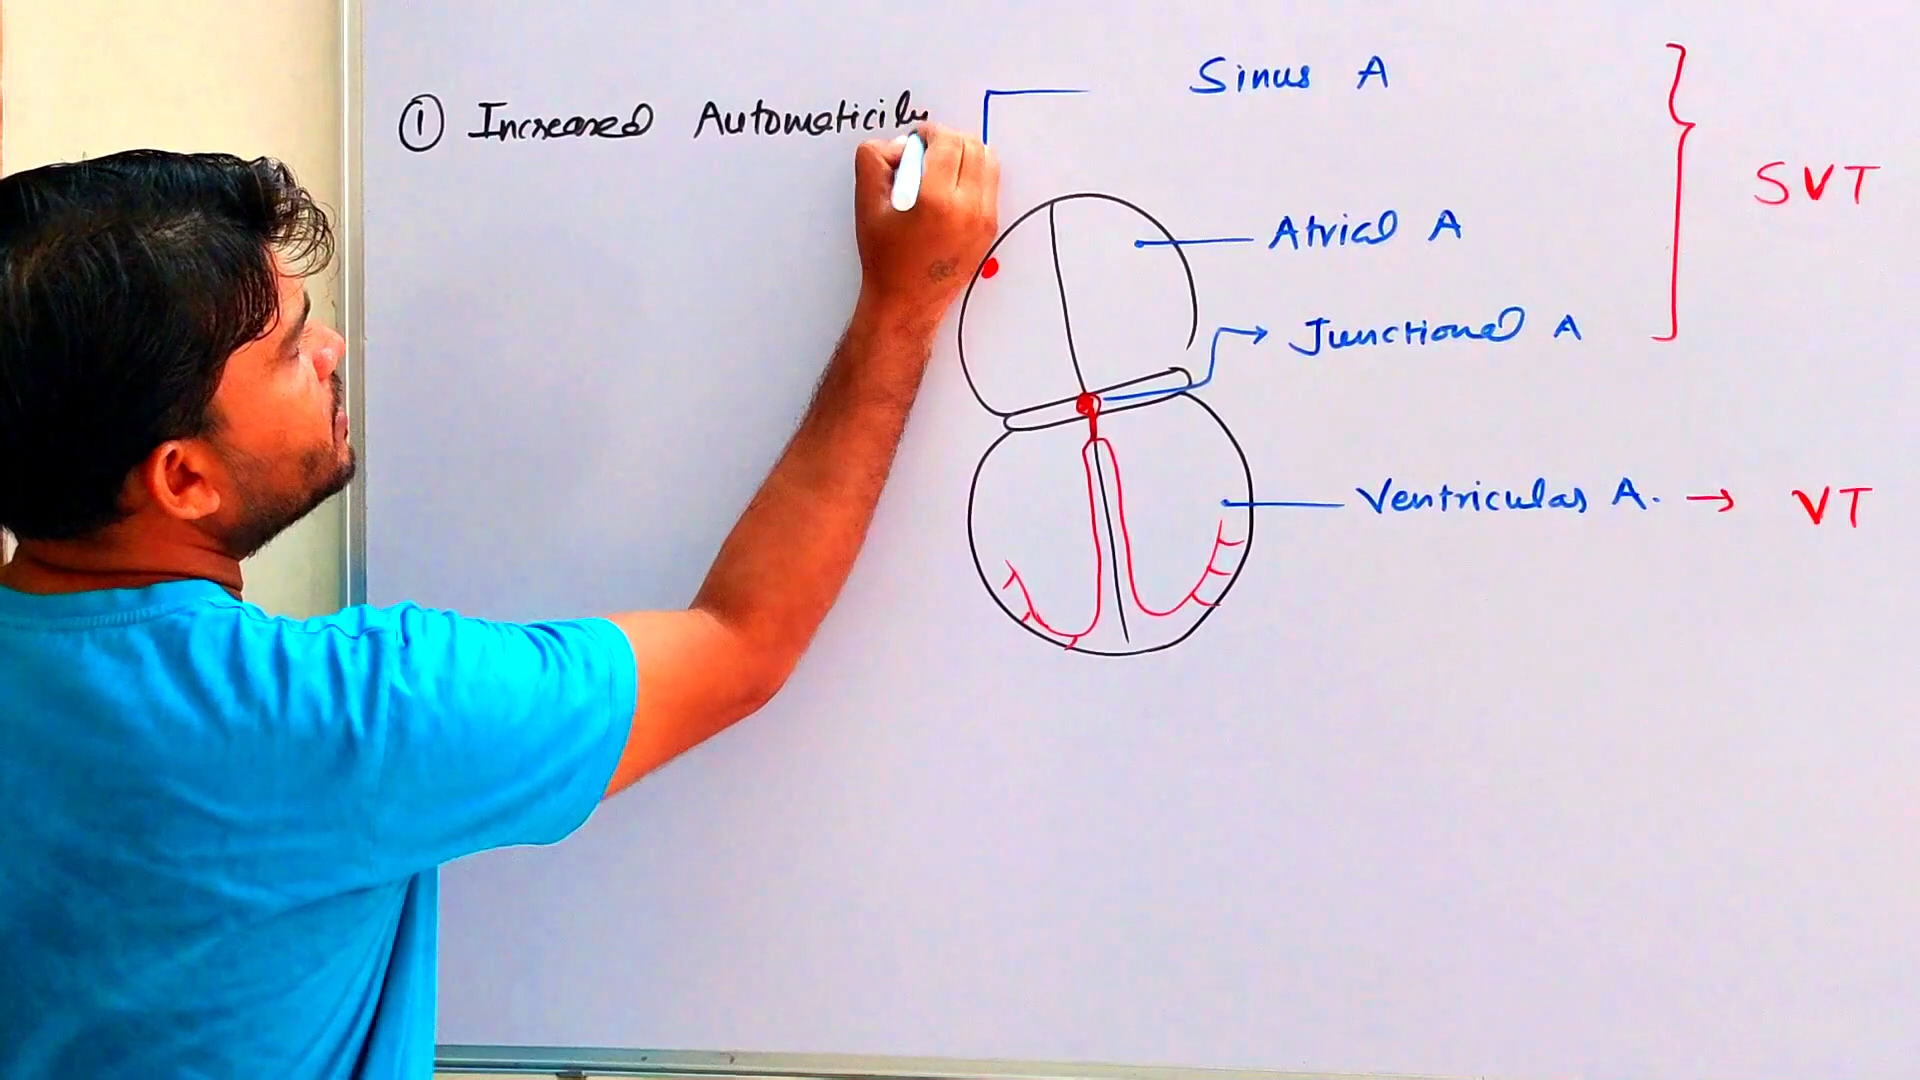 ① Increased Automaticity
Sinus A
Atrial A
Junctional A
SVT
Ventricular A. → VT